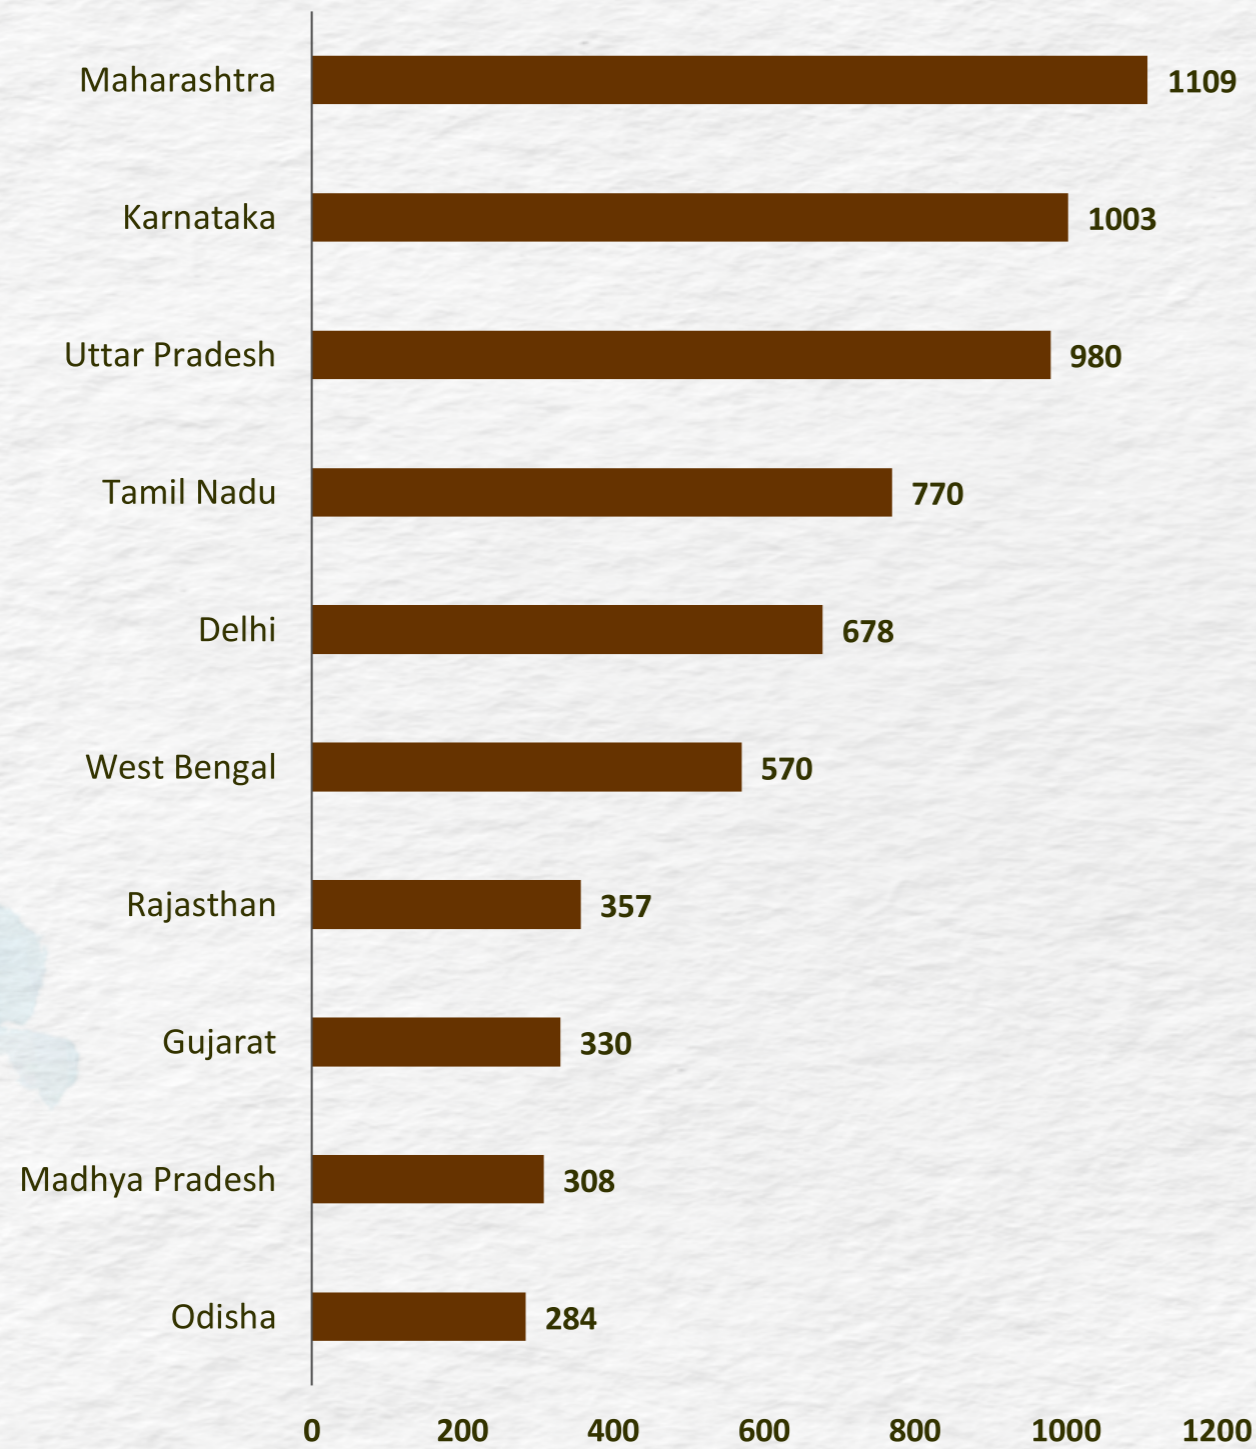 Maharashtra 1109
Karnataka 1003
Uttar Pradesh 980
Tamil Nadu 770
Delhi 678
West Bengal 570
Rajasthan 357
Gujarat 330
Madhya Pradesh 308
Odisha 284
0 200 400 600 800 1000 1200